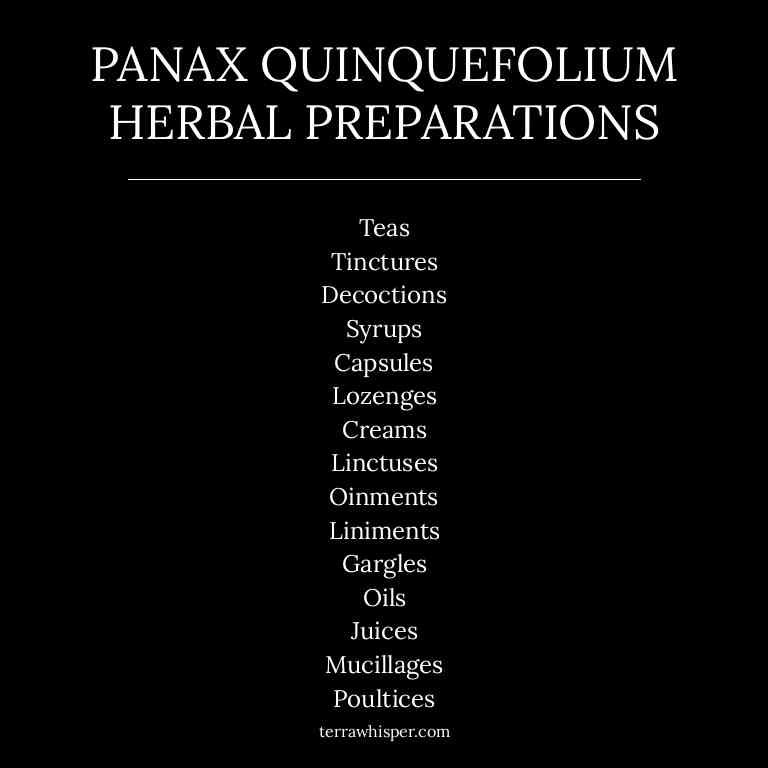 PANAX QUINQUEFOLIUM
HERBAL PREPARATIONS
Teas
Tinctures
Decoctions
Syrups
Capsules
Lozenges
Creams
Linctuses
Oinments
Liniments
Gargles
Oils
Juices
Mucillages
Poultices
terrawhisper.com